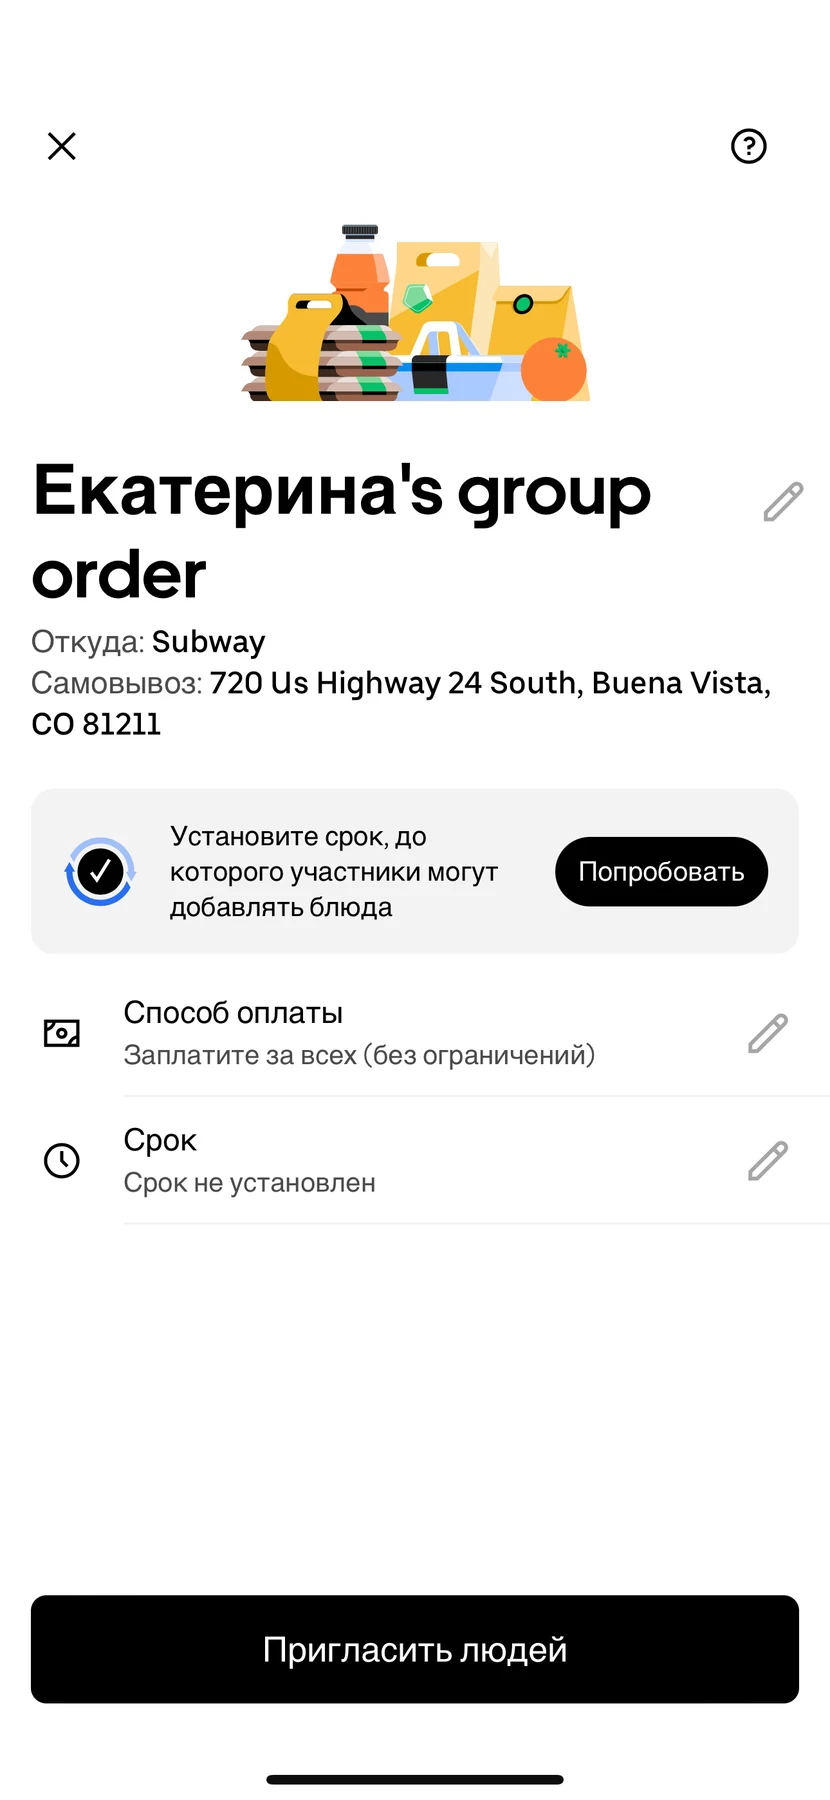 Екатерина's group
order
Откуда: Subway
Самовывоз: 720 Us Highway 24 South, Buena Vista,
CO 81211
Установите срок, до
которого участники могут
добавлять блюда
Попробовать
Способ оплаты
Заплатите за всех (без ограничений)
Срок
Срок не установлен
Пригласить людей